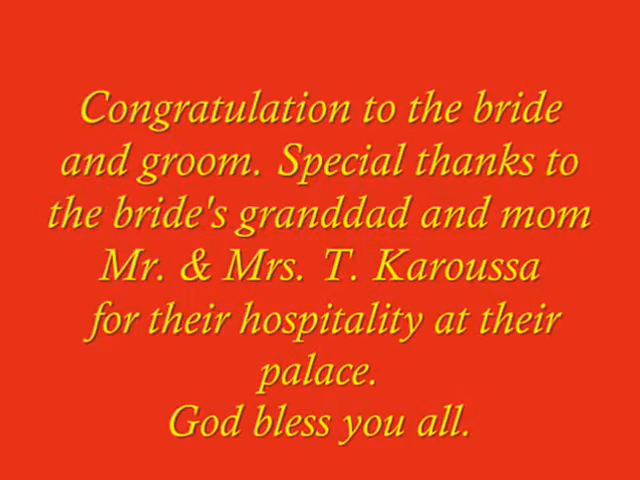 Congratulation to the bride
and groom. Special thanks to
the bride's granddad and mom
Mr. & Mrs. T. Karoussa
for their hospitality at their
palace.
God bless you all.